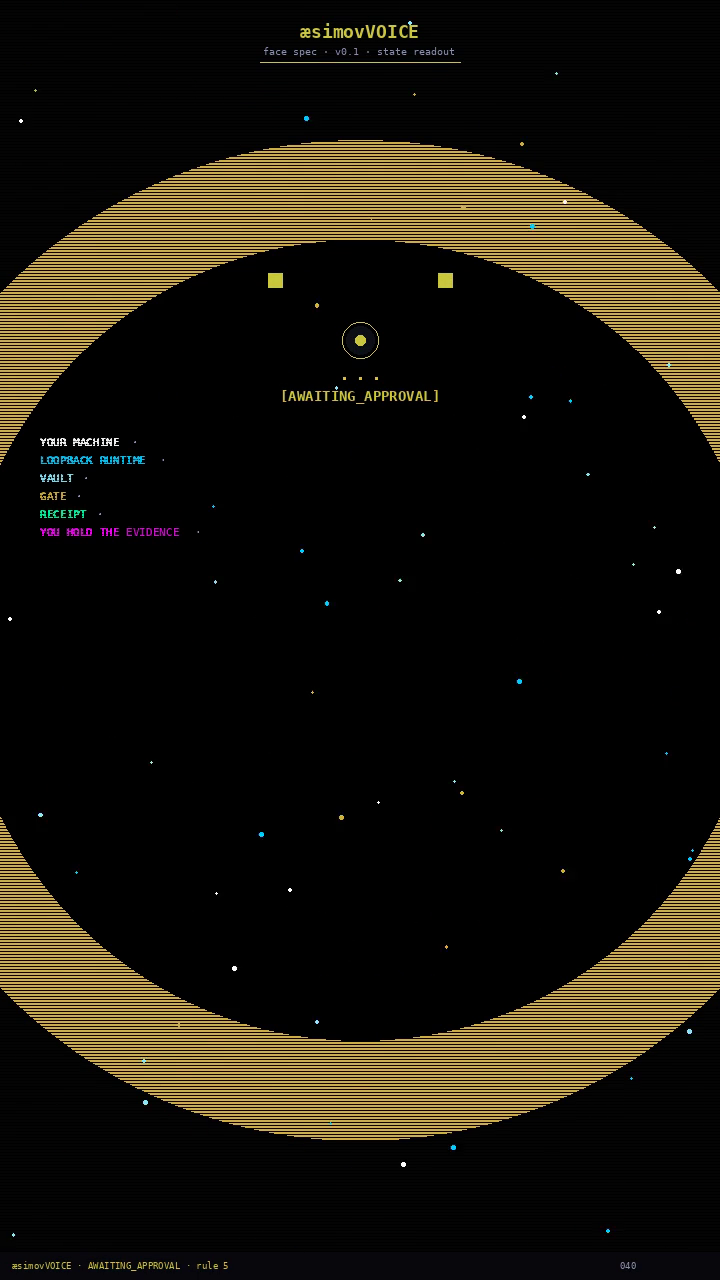 æsimovVOICE
face spec · v0.1 · state readout
[AWAITING_APPROVAL]
YOUR MACHINE ·
LOOPBACK RUNTIME ·
VAULT ·
GATE ·
RECEIPT ·
YOU HOLD THE EVIDENCE ·
æsimovVOICE · AWAITING_APPROVAL · rule 5
040